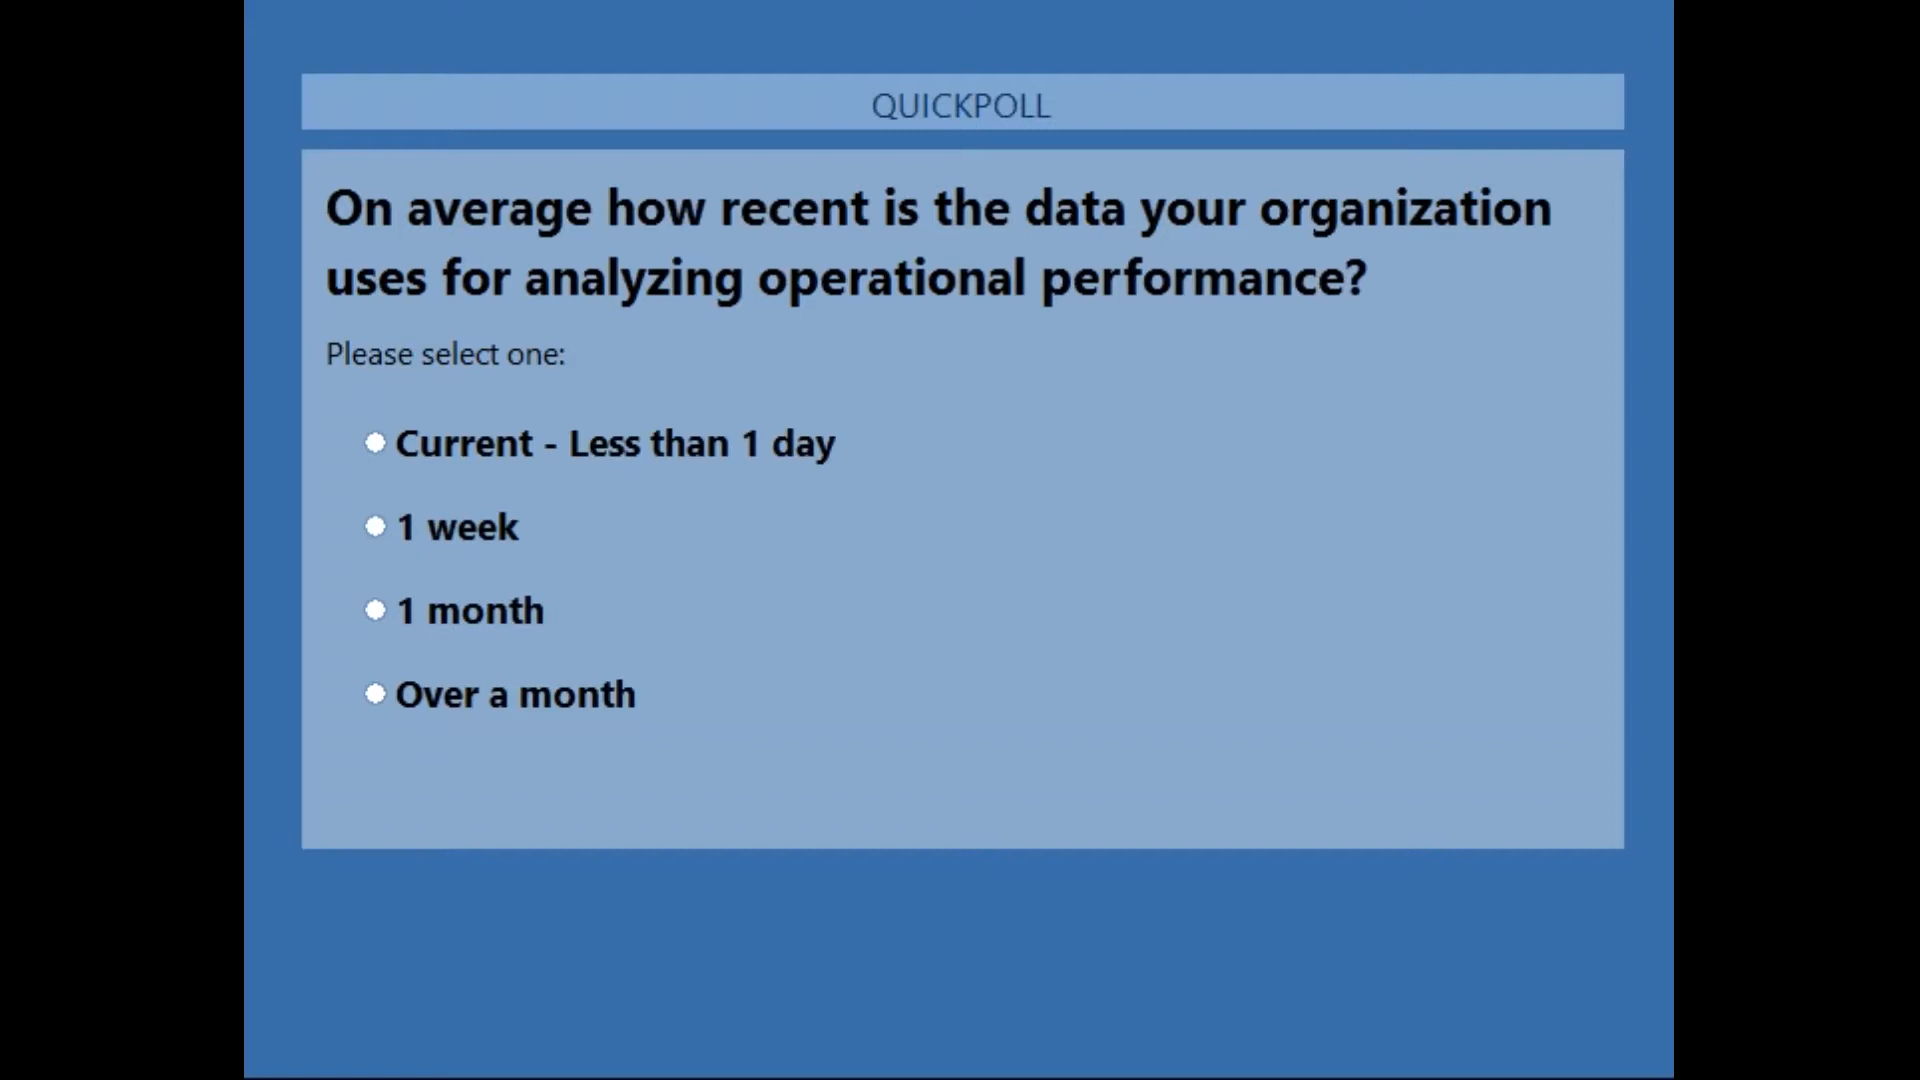 QUICKPOLL
On average how recent is the data your organization
uses for analyzing operational performance?
Please select one:
Current - Less than 1 day
1 week
1 month
Over a month